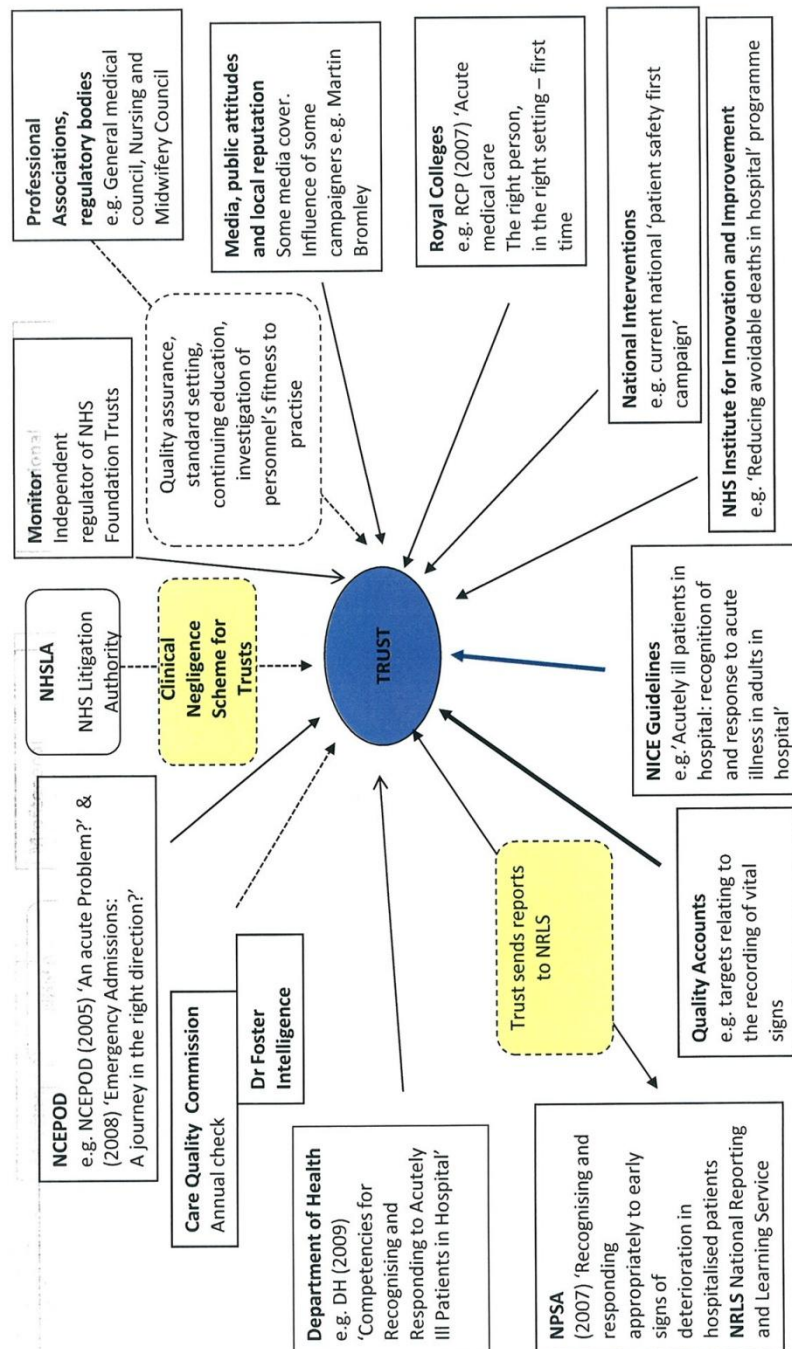 NCEPOD
e.g. NCEPOD (2005) ‘An acute Problem?’ &
(2008) ‘Emergency Admissions:
A journey in the right direction?’
NHSLA
NHS Litigation
Authority
Clinical
Negligence
Scheme for
Trusts
Monitor
Independent
regulator of NHS
Foundation Trusts
Professional
Associations,
regulatory bodies
e.g. General medical
council, Nursing and
Midwifery Council
Quality assurance,
standard setting,
continuing education,
investigation of
personnel’s fitness to
practise
Care Quality Commission
Annual check
Dr Foster
Intelligence
Media, public attitudes
and local reputation
Some media cover.
Influence of some
campaigners e.g. Martin
Bromley
Department of Health
e.g. DH (2009)
‘Competencies for
Recognising and
Responding to Acutely
Ill Patients in Hospital’
TRUST
Royal Colleges
e.g. RCP (2007) ‘Acute
medical care
The right person,
in the right setting – first
time
Trust sends reports
to NRLS
National Interventions
e.g. current national ‘patient safety first
campaign’
NPSA
(2007) ‘Recognising and
responding
appropriately to early
signs of
deterioration in
hospitalised patients
NRLS National Reporting
and Learning Service
Quality Accounts
e.g. targets relating to
the recording of vital
signs
NICE Guidelines
e.g.‘Acutely ill patients in
hospital: recognition of
and response to acute
illness in adults in
hospital’
NHS Institute for Innovation and Improvement
e.g. ‘Reducing avoidable deaths in hospital’ programme